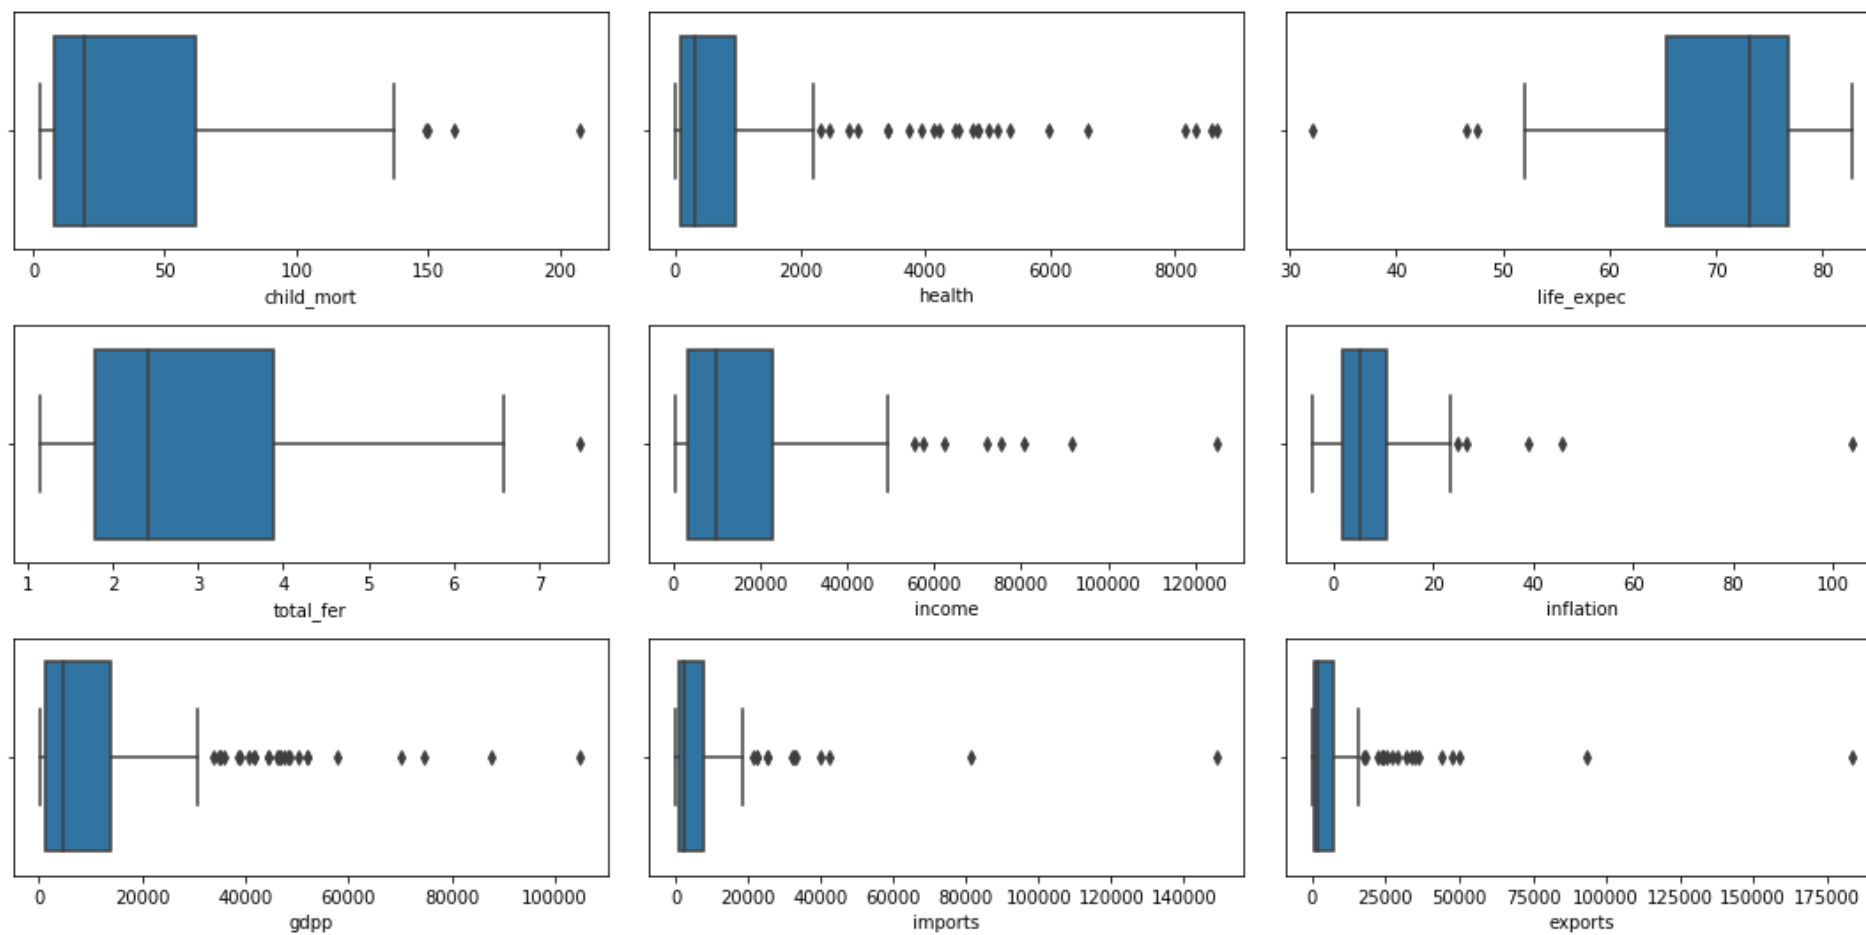 0 50 100 150 200
child_mort
0 2000 4000 6000 8000
health
30 40 50 60 70 80
life_expec
1 2 3 4 5 6 7
total_fer
0 20000 40000 60000 80000 100000 120000
income
0 20 40 60 80 100
inflation
0 20000 40000 60000 80000 100000
gdpp
0 20000 40000 60000 80000 100000 120000 140000
imports
0 25000 50000 75000 100000 125000 150000 175000
exports